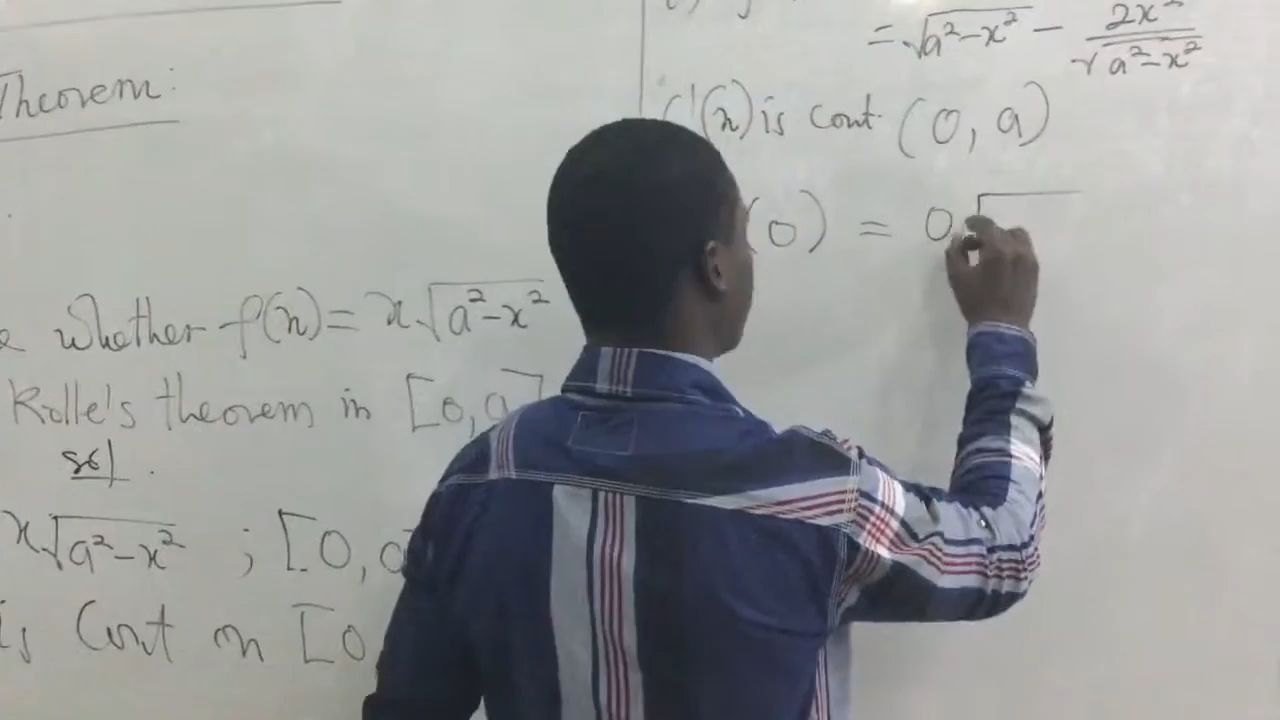 Theorem:
whether f(x) = x√(a²-x²)
Rolle's theorem in [0,a]
sol.
x√(a²-x²) ; [0,a
is Cont on [0,
= √(a²-x²) - 2x²/√(a²-x²)
f'(x) is cont. (0, a)
(0) = 0√